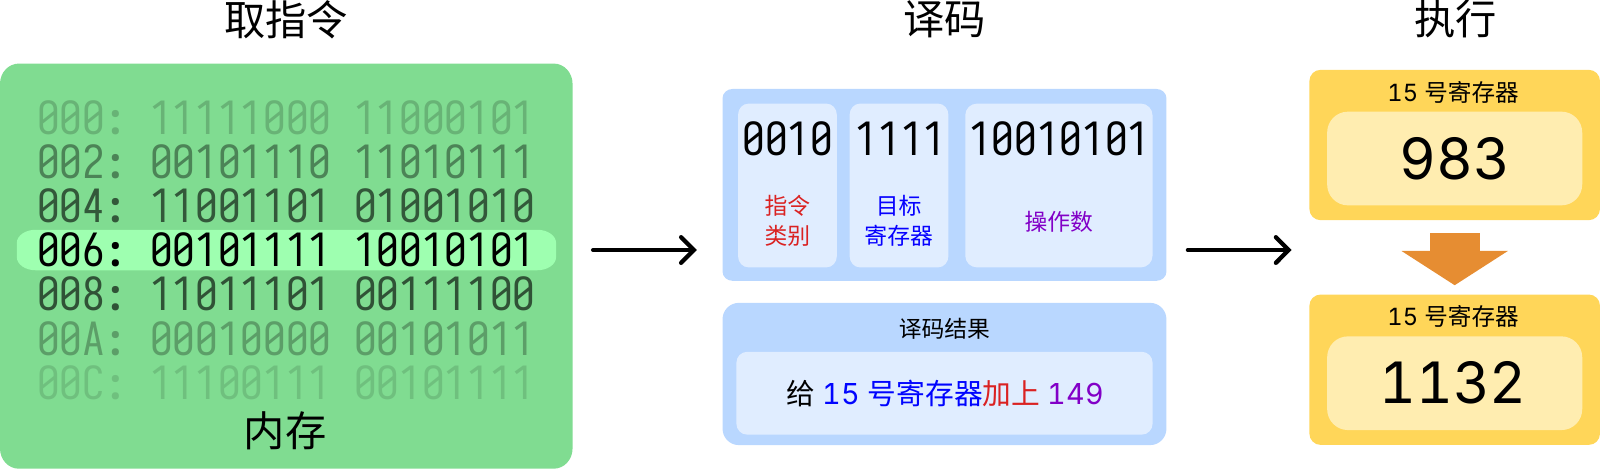 取指令
000: 11111000 11000101
002: 00101110 11010111
004: 11001101 01001010
006: 00101111 10010101
008: 11011101 00111100
00A: 00010000 00101011
00C: 11100111 00101111
内存
译码
0010 1111 10010101
指令类别
目标寄存器
操作数
译码结果
给 15 号寄存器加上 149
执行
15 号寄存器
983
15 号寄存器
1132